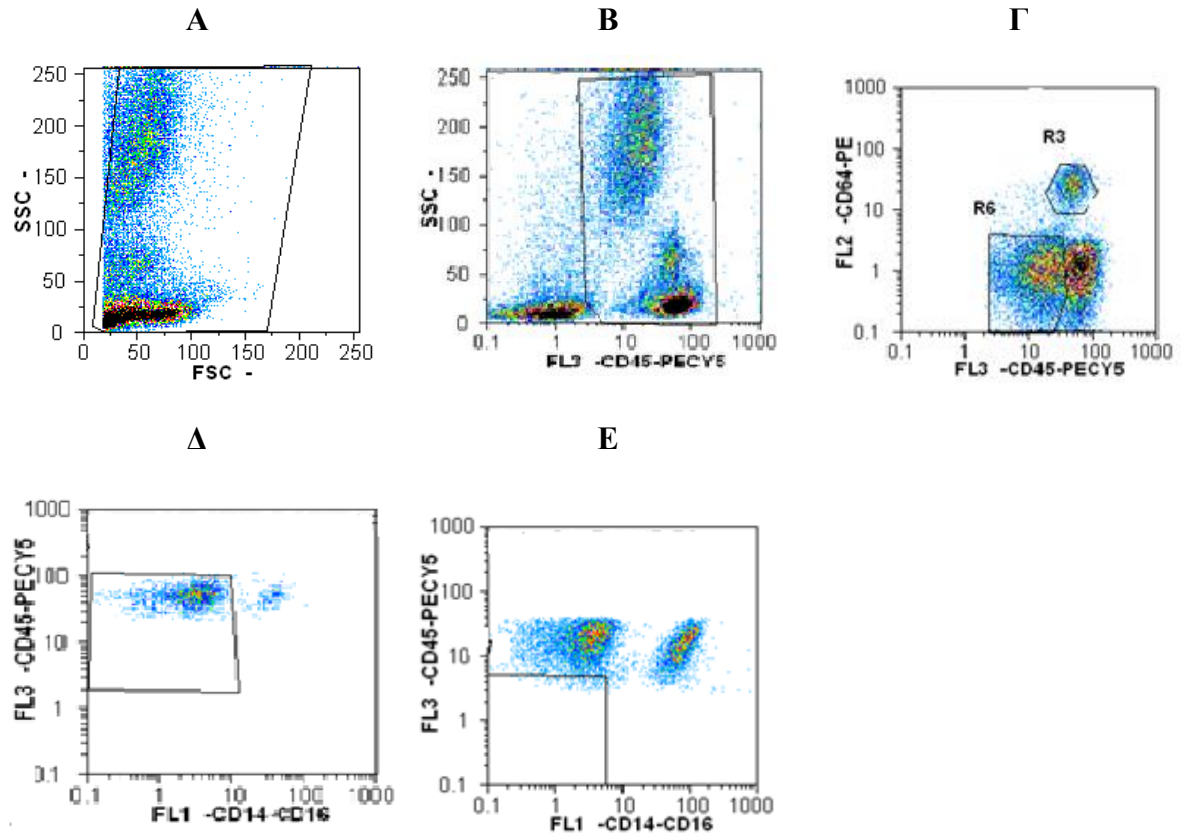 Α Β Γ
250
200
150
100
50
0
SSC -
0 50 100 150 200 250
FSC -
250
200
150
100
50
0
SSC -
0.1 1 10 100 1000
FL3 -CD45-PECY5
1000
100
10
1
0.1
FL2 -CD64-PE
R3
R6
0.1 1 10 100 1000
FL3 -CD45-PECY5
Δ Ε
1000
100
10
1
0.1
FL3 -CD45-PECY5
0.1 1 10 100 1000
FL1 -CD14-CD16
1000
100
10
1
0.1
FL3 -CD45-PECY5
0.1 1 10 100 1000
FL1 -CD14-CD16